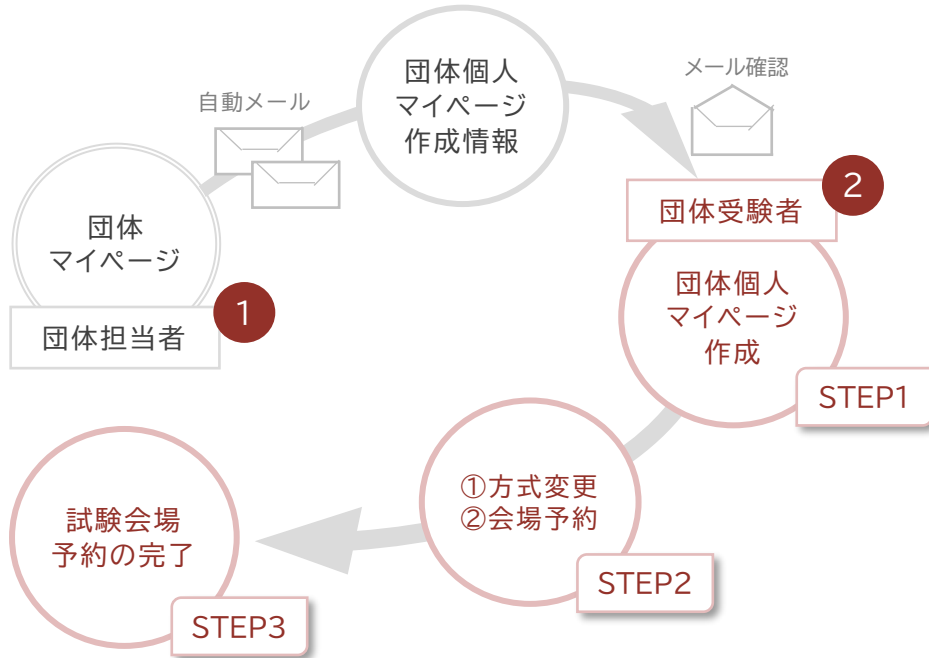 自動メール
団体個人
マイページ
作成情報
メール確認
団体
マイページ
団体担当者
1
団体受験者
2
団体個人
マイページ
作成
STEP1
①方式変更
②会場予約
STEP2
試験会場
予約の完了
STEP3